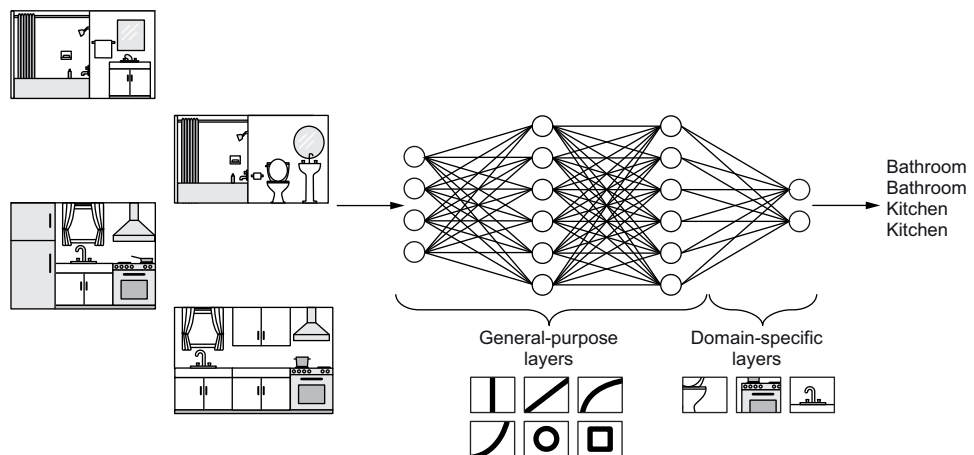 Bathroom
Bathroom
Kitchen
Kitchen
General-purpose
layers
Domain-specific
layers